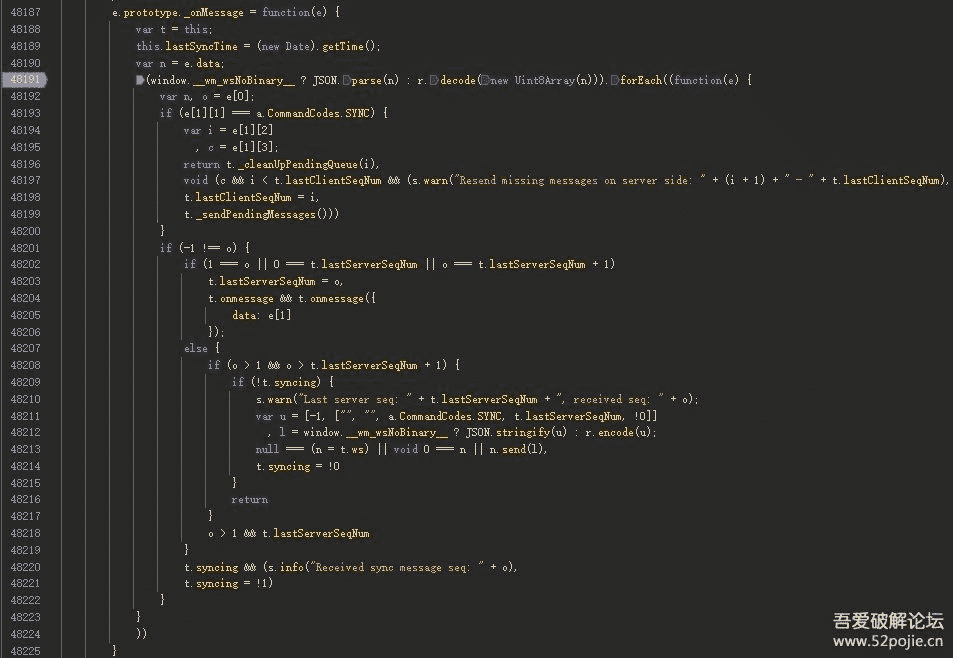 48187 e.prototype._onMessage = function(e) {
48188 var t = this;
48189 this.lastSyncTime = (new Date).getTime();
48190 var n = e.data;
48191 (window.__wm_wsNoBinary__ ? JSON.parse(n) : r.decode(new Uint8Array(n))).forEach((function(e) {
48192 var n, o = e[0];
48193 if (e[1][1] === a.CommandCodes.SYNC) {
48194 var i = e[1][2]
48195 , c = e[1][3];
48196 return t._cleanUpPendingQueue(i),
48197 void (c && i < t.lastClientSeqNum && (s.warn("Resend missing messages on server side: " + (i + 1) + " - " + t.lastClientSeqNum),
48198 t.lastClientSeqNum = i,
48199 t._sendPendingMessages()))
48200 }
48201 if (-1 !== o) {
48202 if (1 === o || 0 === t.lastServerSeqNum || o === t.lastServerSeqNum + 1)
48203 t.lastServerSeqNum = o,
48204 t.onmessage && t.onmessage({
48205 data: e[1]
48206 });
48207 else {
48208 if (o > 1 && o > t.lastServerSeqNum + 1) {
48209 if (!t.syncing) {
48210 s.warn("Last server seq: " + t.lastServerSeqNum + ", received seq: " + o);
48211 var u = [-1, ["", "", a.CommandCodes.SYNC, t.lastServerSeqNum, !0]]
48212 , l = window.__wm_wsNoBinary__ ? JSON.stringify(u) : r.encode(u);
48213 null === (n = t.ws) || void 0 === n || n.send(l),
48214 t.syncing = !0
48215 }
48216 return
48217 }
48218 o > 1 && t.lastServerSeqNum
48219 }
48220 t.syncing && (s.info("Received sync message seq: " + o),
48221 t.syncing = !1)
48222 }
48223 }
48224 ))
48225 }
吾爱破解论坛
www.52pojie.cn